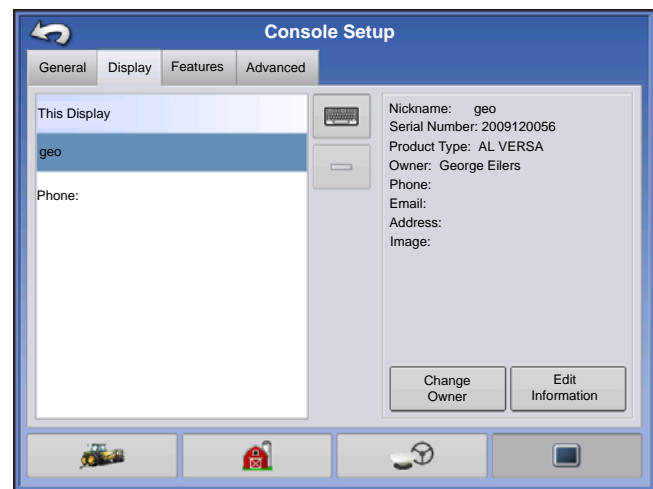 Console Setup
General Display Features Advanced
This Display
geo
Phone:
Nickname: geo
Serial Number: 2009120056
Product Type: AL VERSA
Owner: George Eilers
Phone:
Email:
Address:
Image:
Change
Owner
Edit
Information